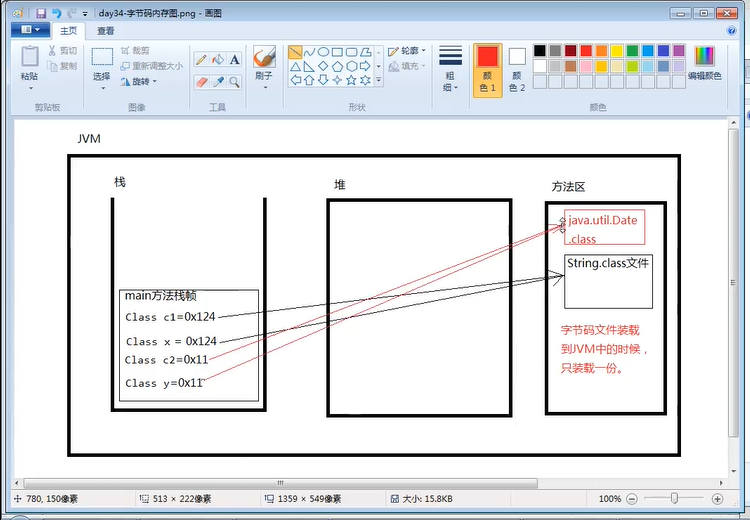 day34-字节码内存图.png - 画图
主页
查看
粘贴
剪切
复制
剪贴板
选择
裁剪
重新调整大小
旋转
图像
A
工具
刷子
形状
轮廓
填充
粗
细
颜
色 1
颜
色 2
颜色
编辑颜色
JVM
栈
堆
方法区
java.util.Date
.class
String.class文件
main方法栈帧
Class c1=0x124
Class x = 0x124
Class c2=0x11
Class y=0x11
字节码文件装载
到JVM中的时候，
只装载一份。
780, 150像素
513 × 222像素
1359 × 549像素
大小: 15.8KB
100%